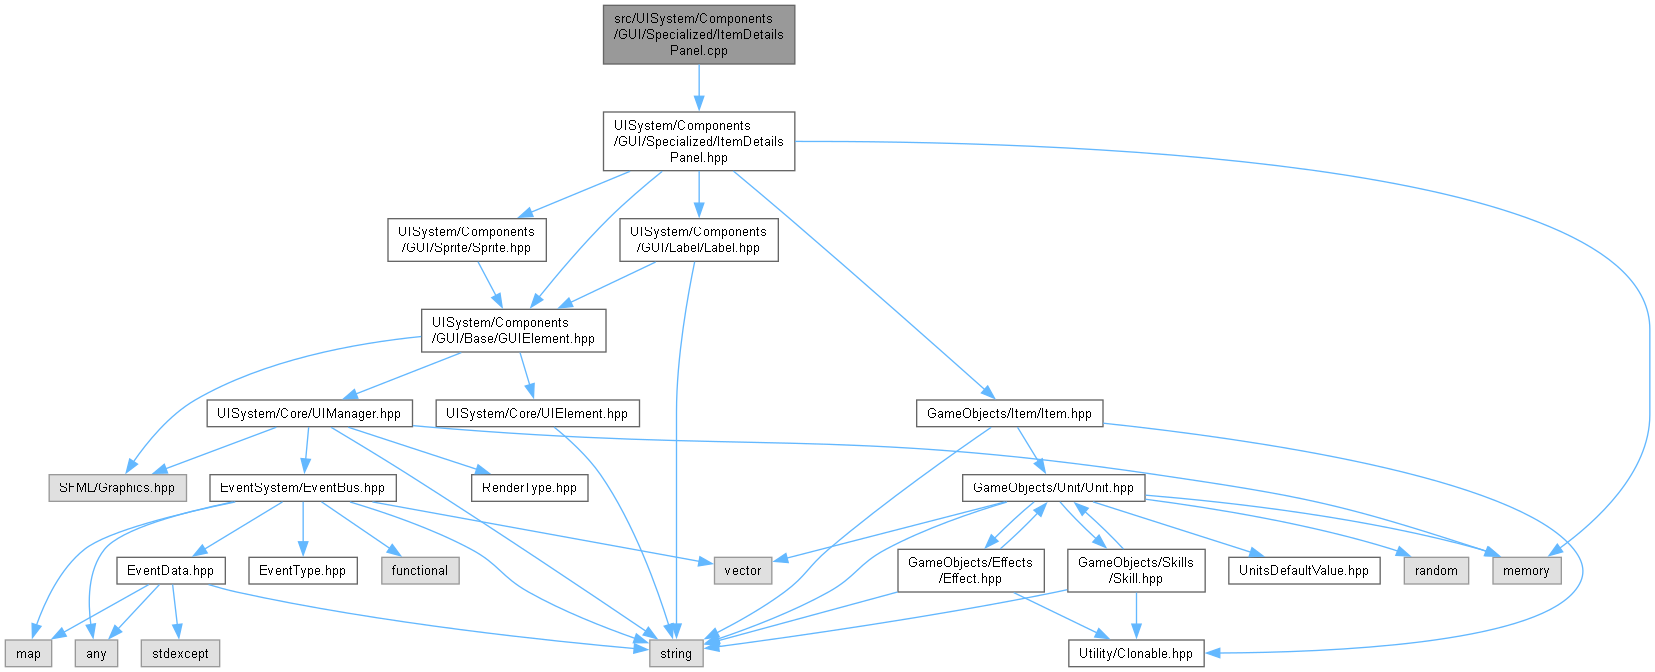 src/UISystem/Components
/GUI/Specialized/ItemDetails
Panel.cpp
UISystem/Components
/GUI/Specialized/ItemDetails
Panel.hpp
UISystem/Components
/GUI/Sprite/Sprite.hpp
UISystem/Components
/GUI/Label/Label.hpp
UISystem/Components
/GUI/Base/GUIElement.hpp
UISystem/Core/UIManager.hpp
UISystem/Core/UIElement.hpp
GameObjects/Item/Item.hpp
SFML/Graphics.hpp
EventSystem/EventBus.hpp
RenderType.hpp
GameObjects/Unit/Unit.hpp
EventData.hpp
EventType.hpp
functional
vector
GameObjects/Effects
/Effect.hpp
GameObjects/Skills
/Skill.hpp
UnitsDefaultValue.hpp
random
memory
map
any
stdexcept
string
Utility/Clonable.hpp